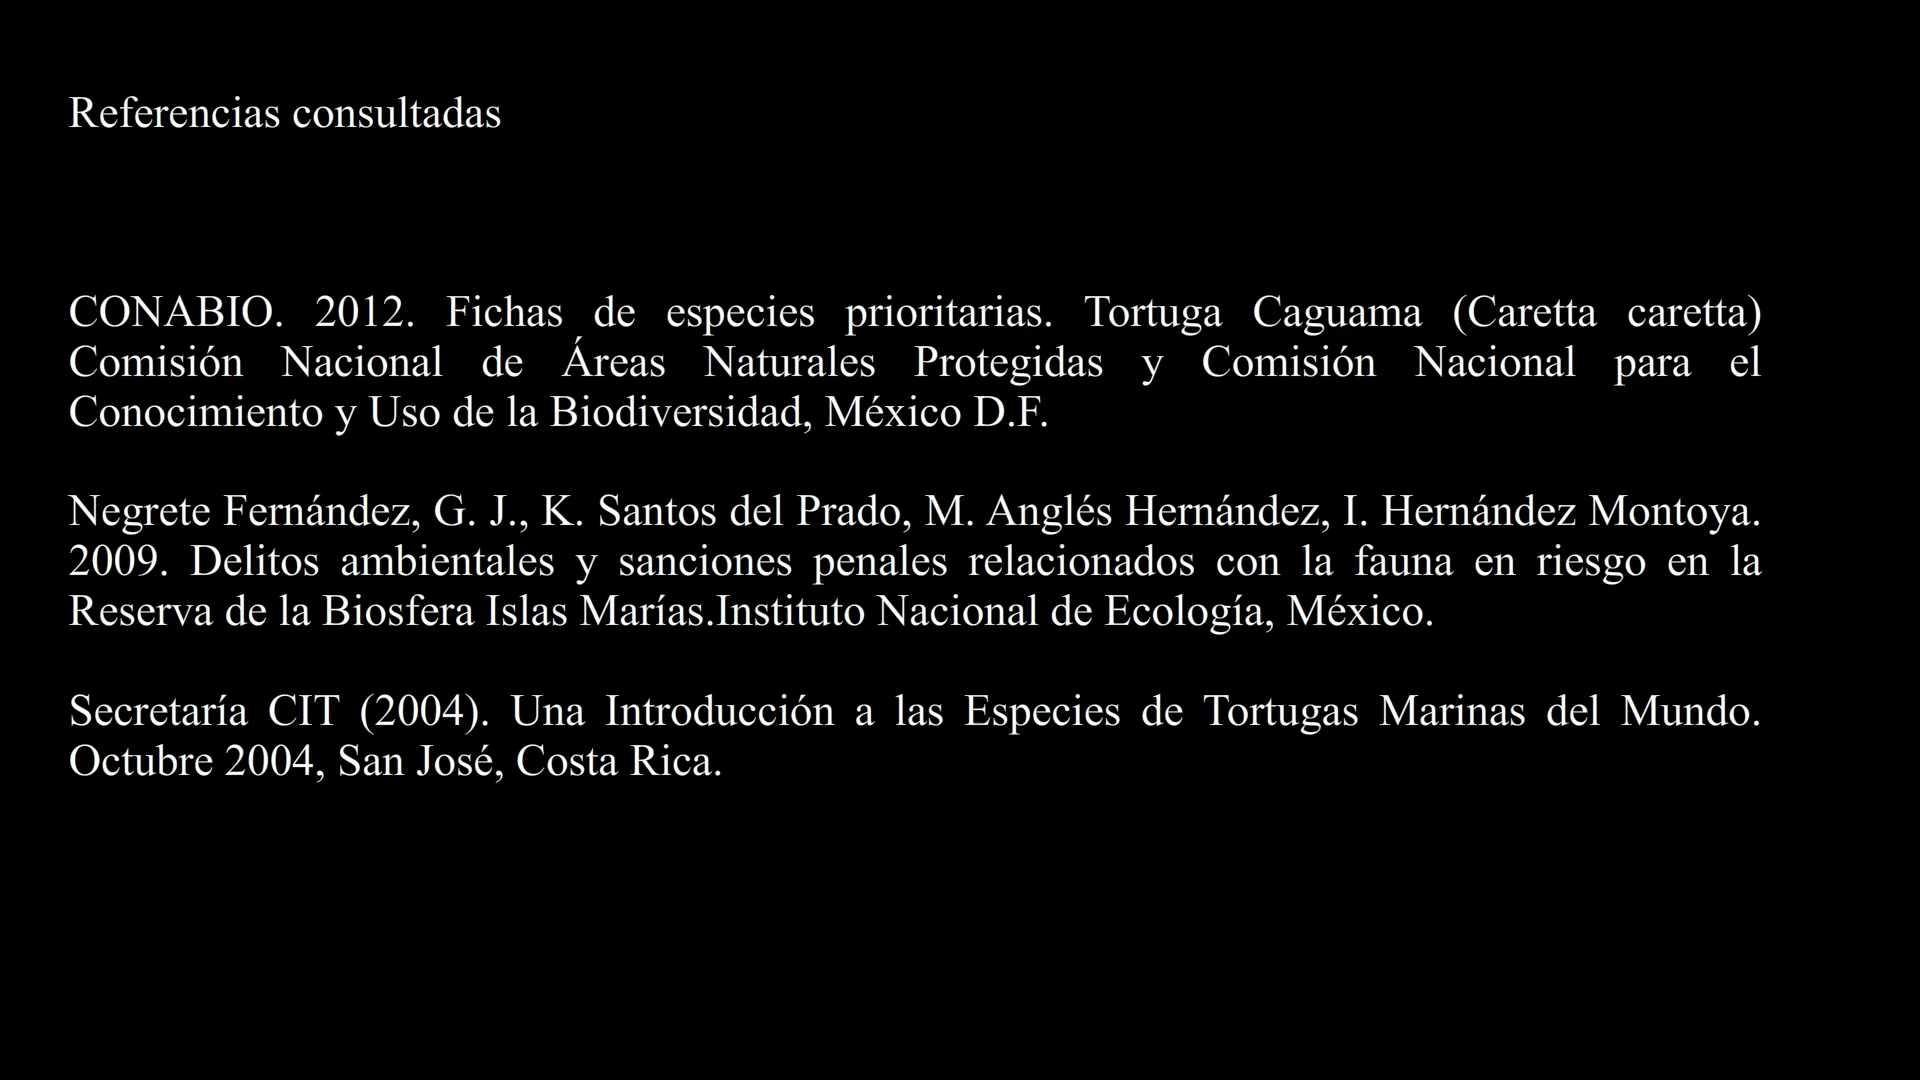 Referencias consultadas
CONABIO. 2012. Fichas de especies prioritarias. Tortuga Caguama (Caretta caretta)
Comisión Nacional de Áreas Naturales Protegidas y Comisión Nacional para el
Conocimiento y Uso de la Biodiversidad, México D.F.
Negrete Fernández, G. J., K. Santos del Prado, M. Anglés Hernández, I. Hernández Montoya.
2009. Delitos ambientales y sanciones penales relacionados con la fauna en riesgo en la
Reserva de la Biosfera Islas Marías.Instituto Nacional de Ecología, México.
Secretaría CIT (2004). Una Introducción a las Especies de Tortugas Marinas del Mundo.
Octubre 2004, San José, Costa Rica.